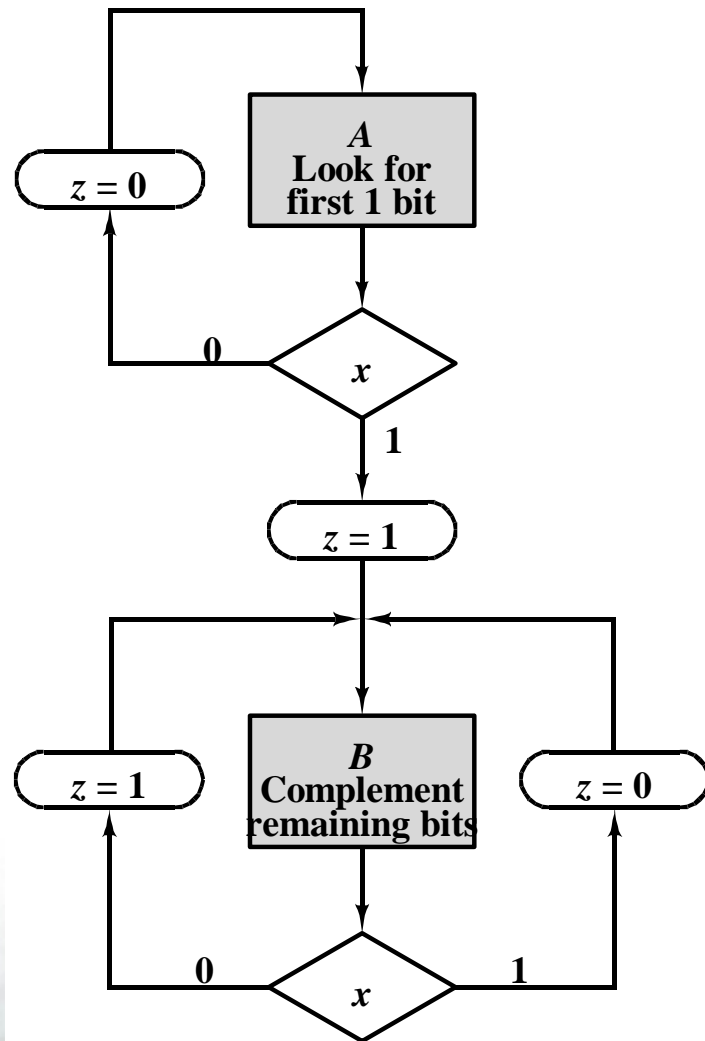 A
Look for
first 1 bit
z = 0
0
x
1
z = 1
B
Complement
remaining bits
z = 1
z = 0
0
x
1